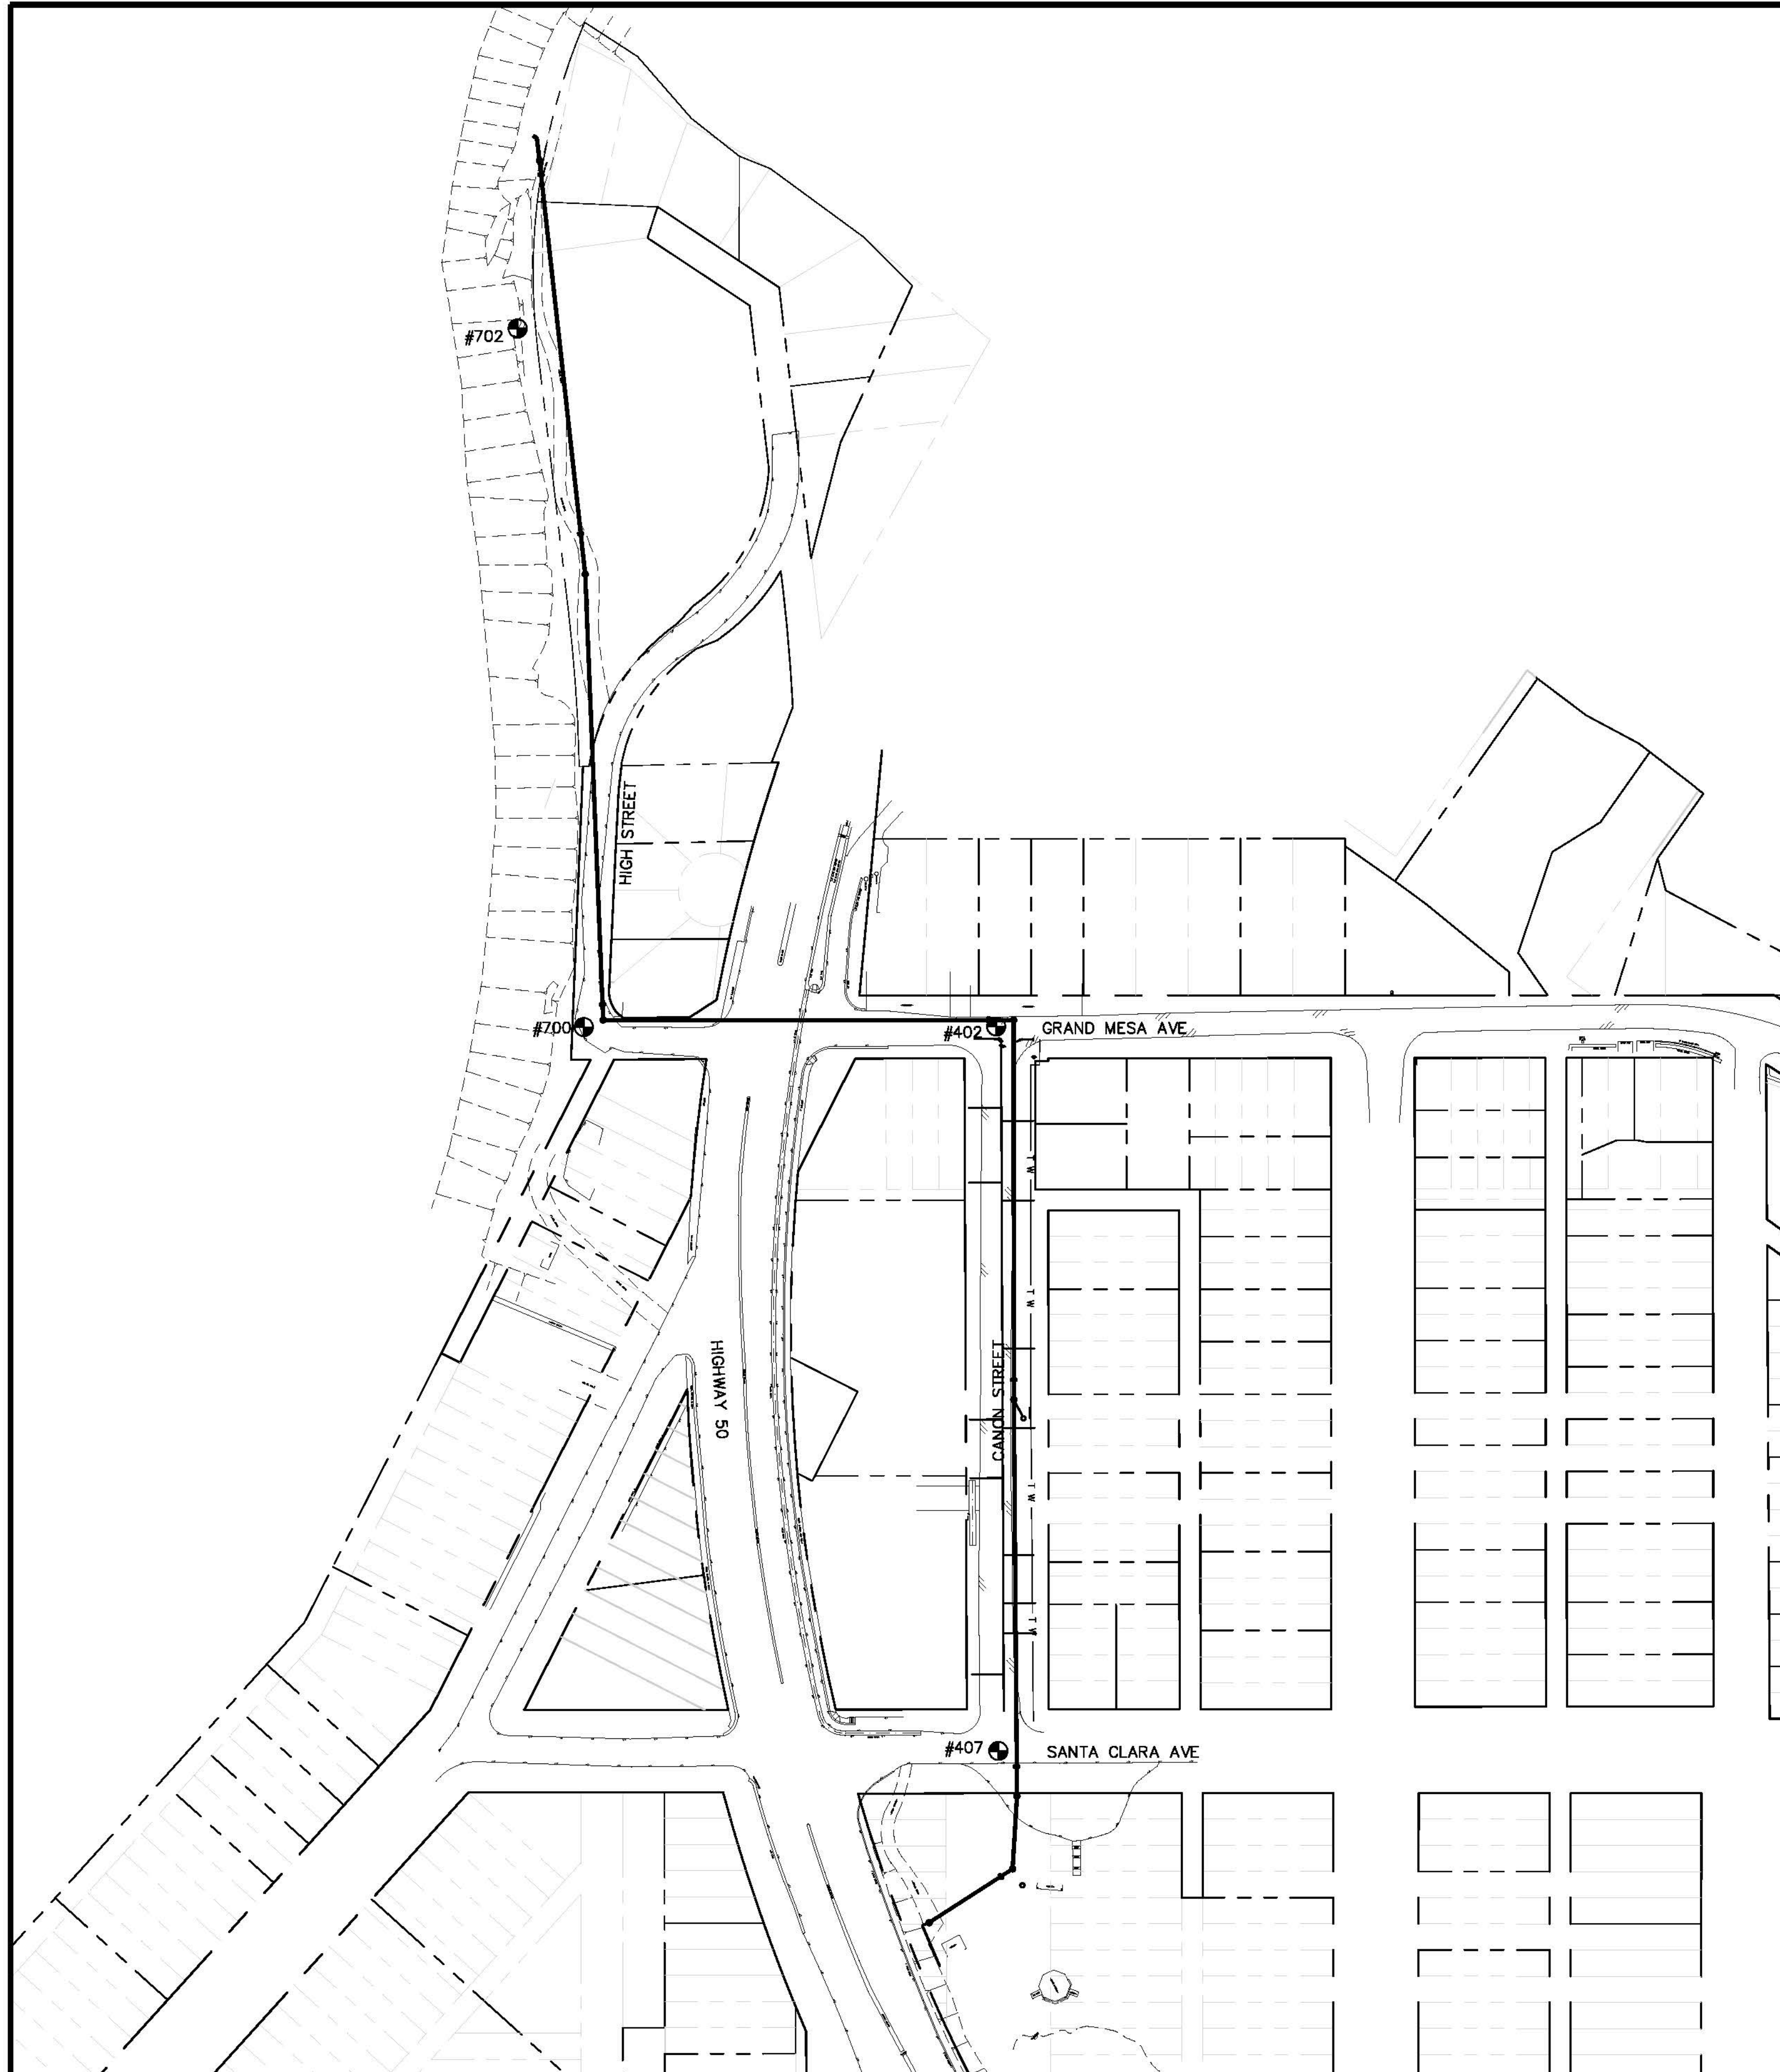 #702
HIGH STREET
#700
#402
GRAND MESA AVE
T W
T W
HIGHWAY 50
CANON STREET
T W
T W
#407
SANTA CLARA AVE